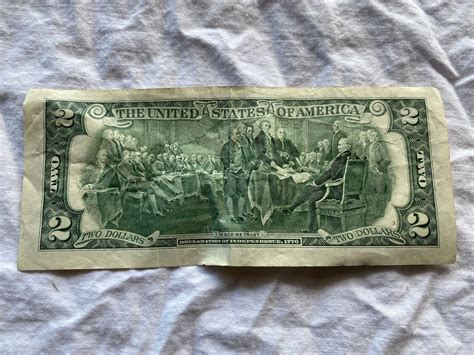 THE UNITED STATES OF AMERICA
2
2
TWO
TWO
IN GOD WE TRUST
2
2
TWO DOLLARS
DECLARATION OF INDEPENDENCE, 1776
TWO DOLLARS